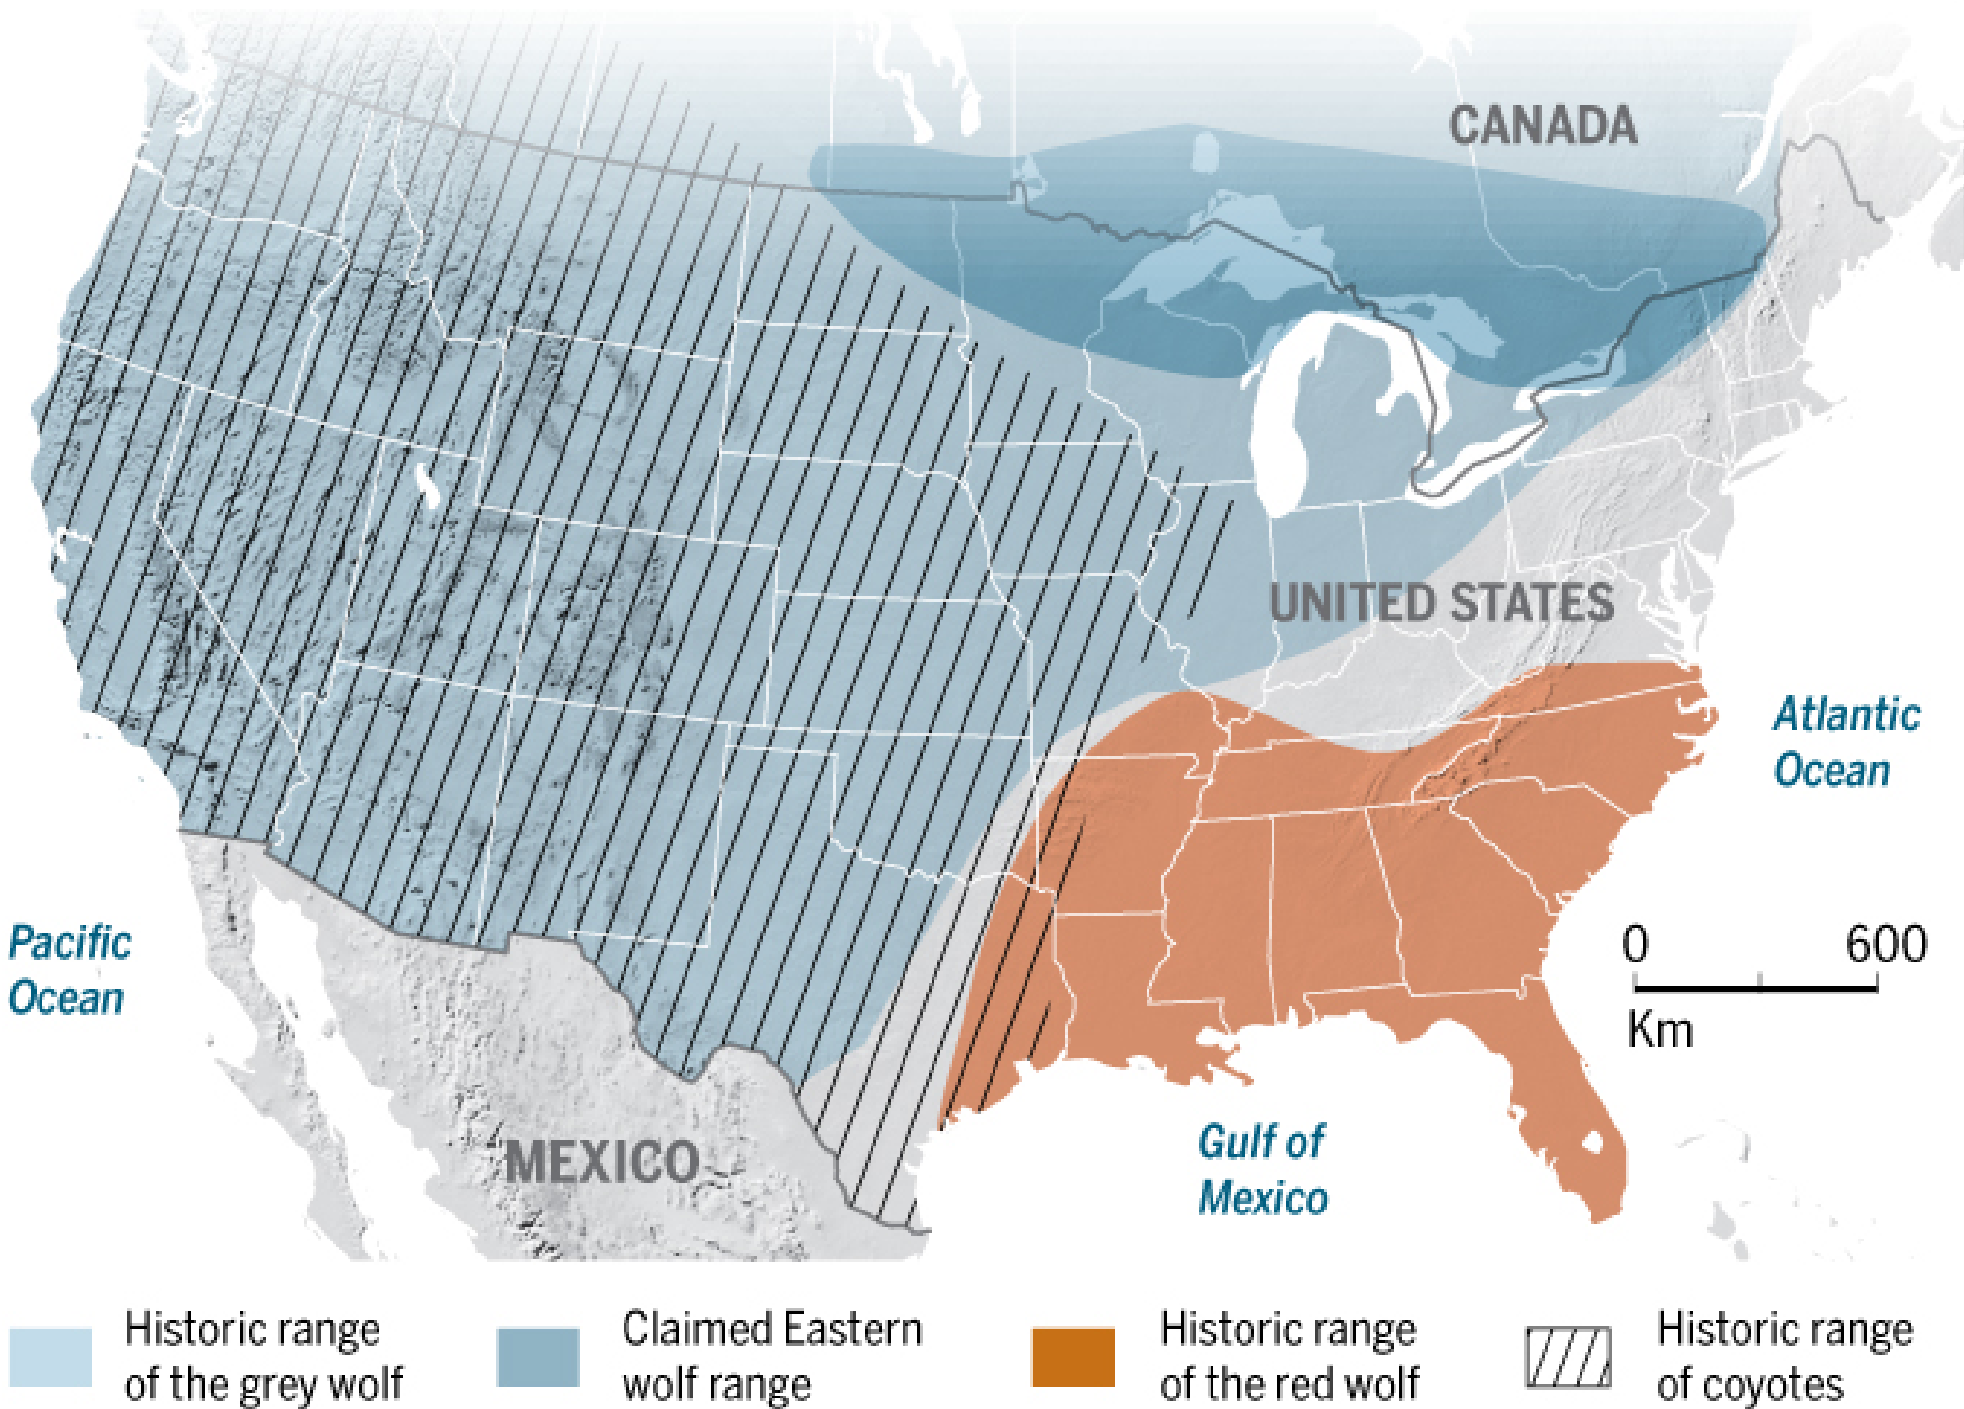 CANADA
UNITED STATES
Atlantic
Ocean
Pacific
Ocean
0 600
Km
MEXICO
Gulf of
Mexico
Historic range
of the grey wolf
Claimed Eastern
wolf range
Historic range
of the red wolf
Historic range
of coyotes